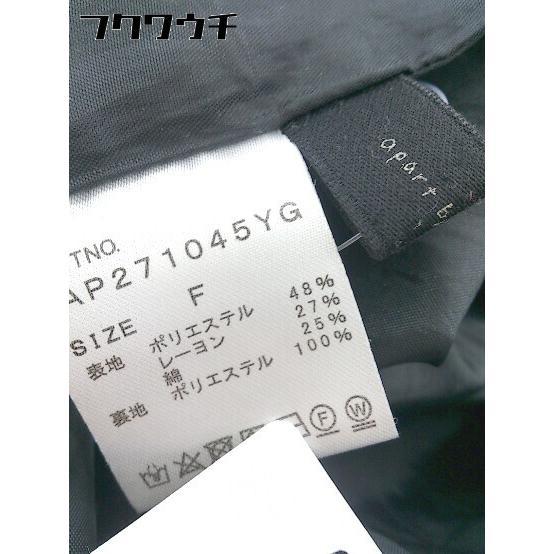 フクワウチ
apart b
TNO.
AP271045YG
SIZE F
表地 ポリエステル 48%
レーヨン 27%
綿 25%
裏地 ポリエステル 100%
F W